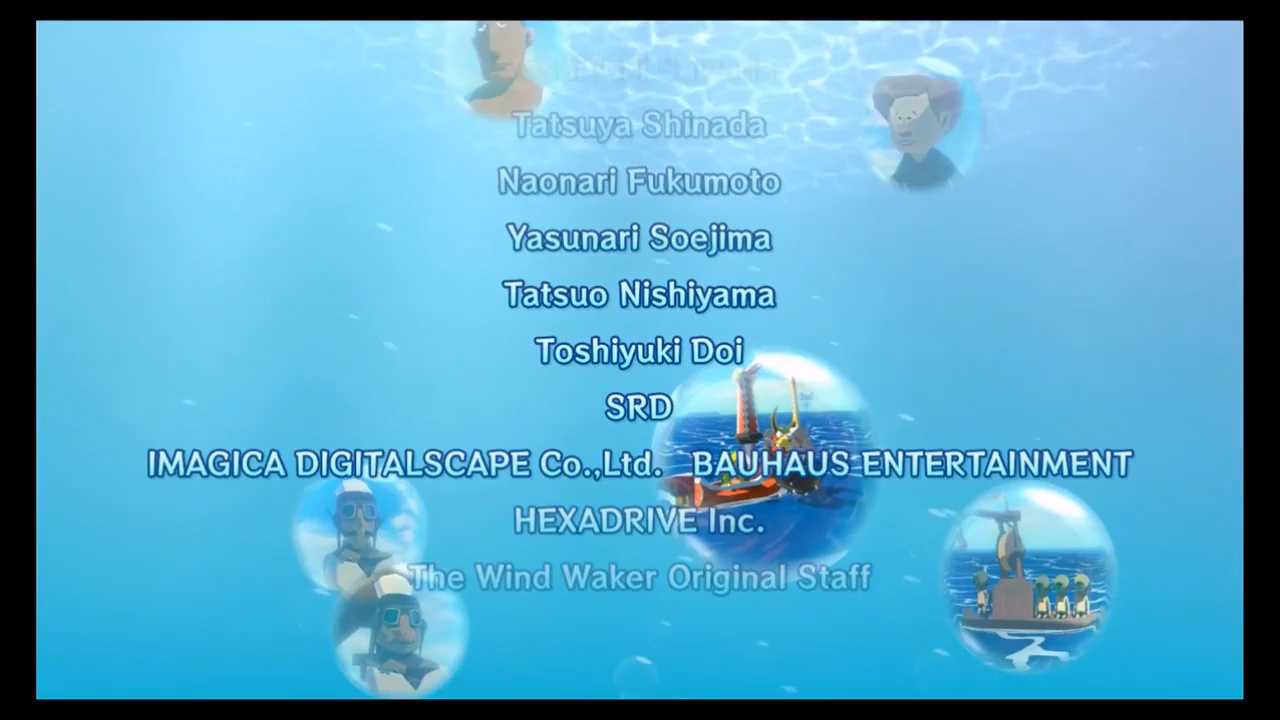 Tatsuya Shinada
Naonari Fukumoto
Yasunari Soejima
Tatsuo Nishiyama
Toshiyuki Doi
SRD
IMAGICA DIGITALSCAPE Co.,Ltd. BAUHAUS ENTERTAINMENT
HEXADRIVE Inc.
The Wind Waker Original Staff